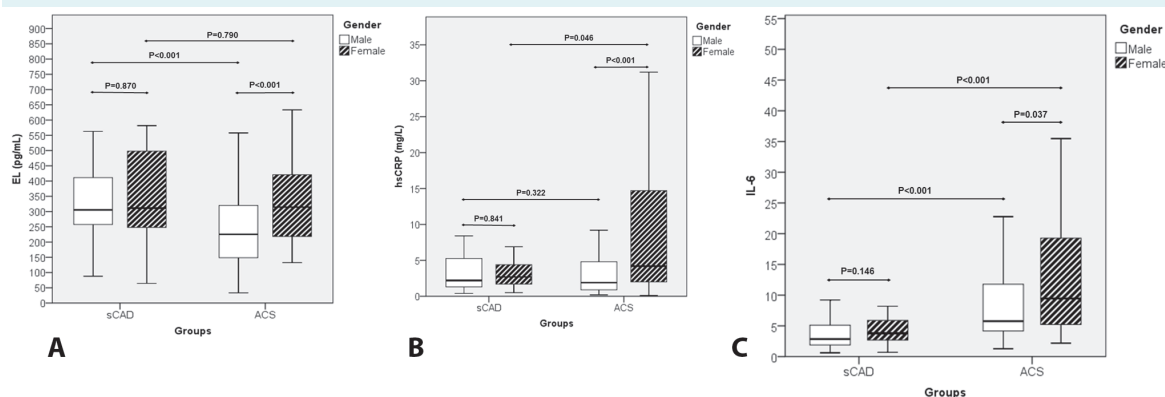 900
850
800
750
700
650
600
550
500
450
400
350
300
250
200
150
100
50
0
EL (pg/mL)
P=0.790
P<0.001
P=0.870
P<0.001
sCAD
ACS
Groups
Gender
Male
Female
A
35
30
25
20
15
10
5
0
hsCRP (mg/L)
P=0.046
P<0.001
P=0.322
P=0.841
sCAD
ACS
Groups
Gender
Male
Female
B
55
50
45
40
35
30
25
20
15
10
5
0
IL-6
P<0.001
P=0.037
P<0.001
P=0.146
sCAD
ACS
Groups
Gender
Male
Female
C